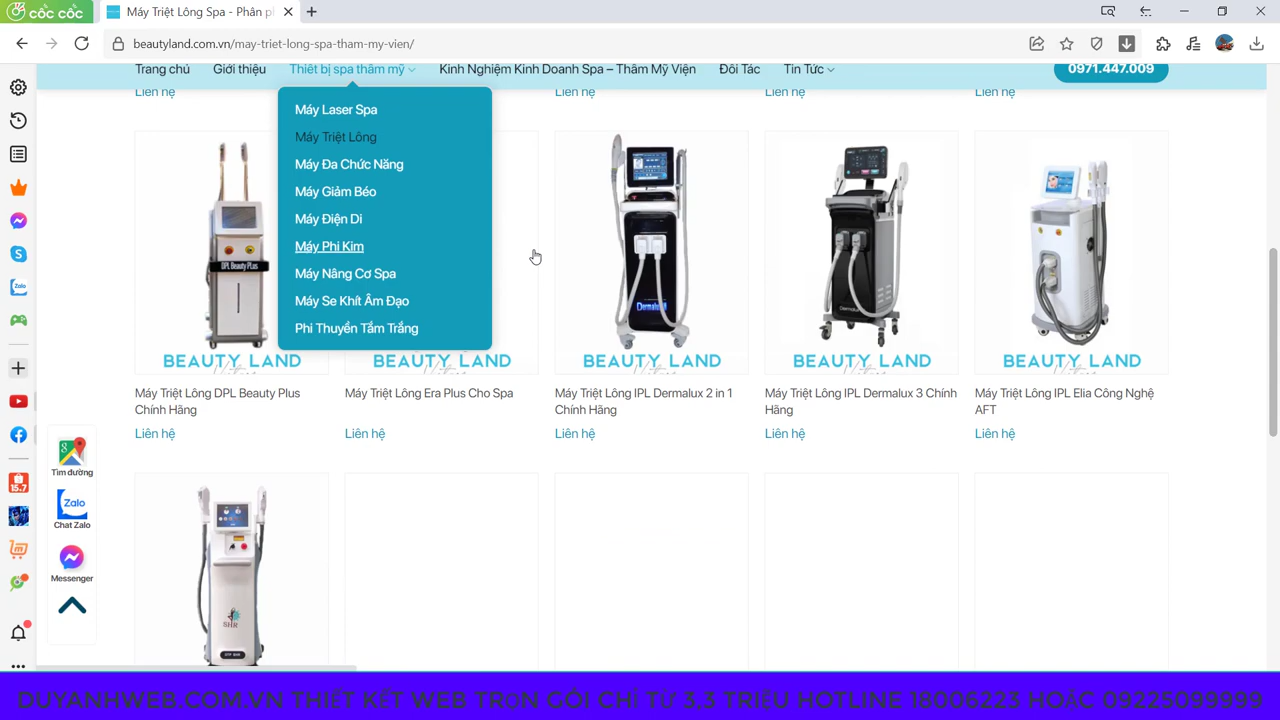 cốc cốc
Máy Triệt Lông Spa - Phân p
beautyland.com.vn/may-triet-long-spa-tham-my-vien/
Trang chủ
Giới thiệu
Thiết bị spa thẩm mỹ
Kinh Nghiệm Kinh Doanh Spa – Thẩm Mỹ Viện
Đối Tác
Tin Tức
0971.447.009
Liên hệ
Liên hệ
Liên hệ
Liên hệ
Máy Laser Spa
Máy Triệt Lông
Máy Đa Chức Năng
Máy Giảm Béo
Máy Điện Di
Máy Phi Kim
Máy Nâng Cơ Spa
Máy Se Khít Âm Đạo
Phi Thuyền Tắm Trắng
DPL Beauty Plus
Dermalux
BEAUTY LAND
BEAUTY LAND
BEAUTY LAND
BEAUTY LAND
BEAUTY LAND
Máy Triệt Lông DPL Beauty Plus
Chính Hãng
Liên hệ
Máy Triệt Lông Era Plus Cho Spa
Liên hệ
Máy Triệt Lông IPL Dermalux 2 in 1
Chính Hãng
Liên hệ
Máy Triệt Lông IPL Dermalux 3 Chính
Hãng
Liên hệ
Máy Triệt Lông IPL Elia Công Nghệ
AFT
Liên hệ
SHR
Zalo
15.7
Tìm đường
Zalo
Chat Zalo
Messenger
DUYANHWEB.COM.VN THIẾT KẾT WEB TRỌN GÓI CHỈ TỪ 3,3 TRIỆU HOTLINE 18006223 HOẶC 09225099999